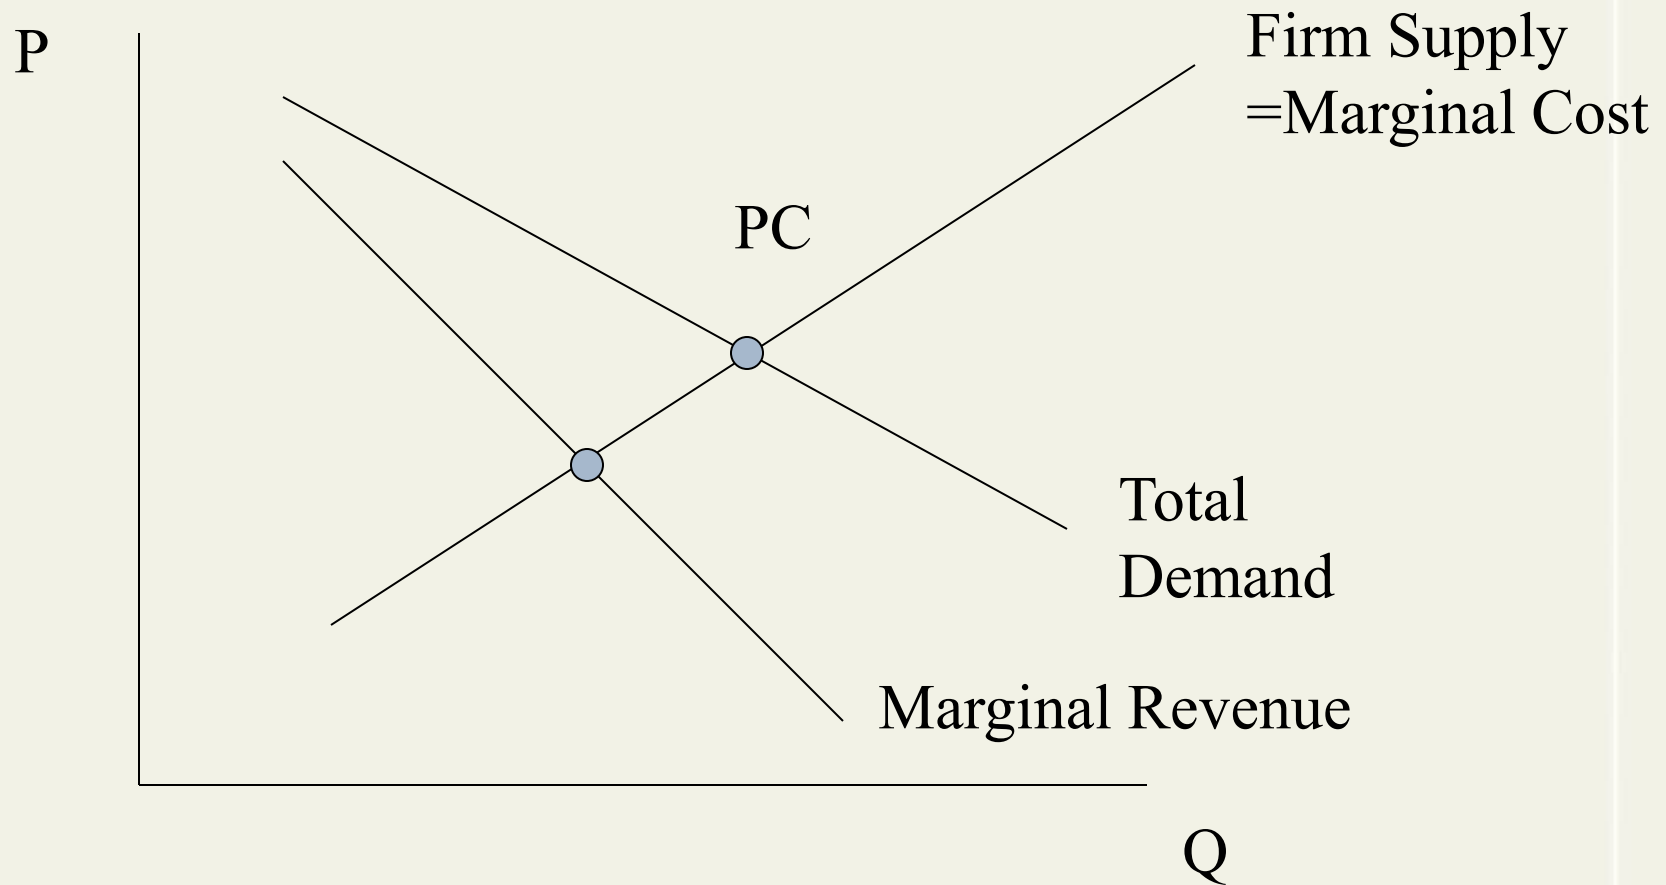 P
Firm Supply
=Marginal Cost
PC
Total
Demand
Marginal Revenue
Q